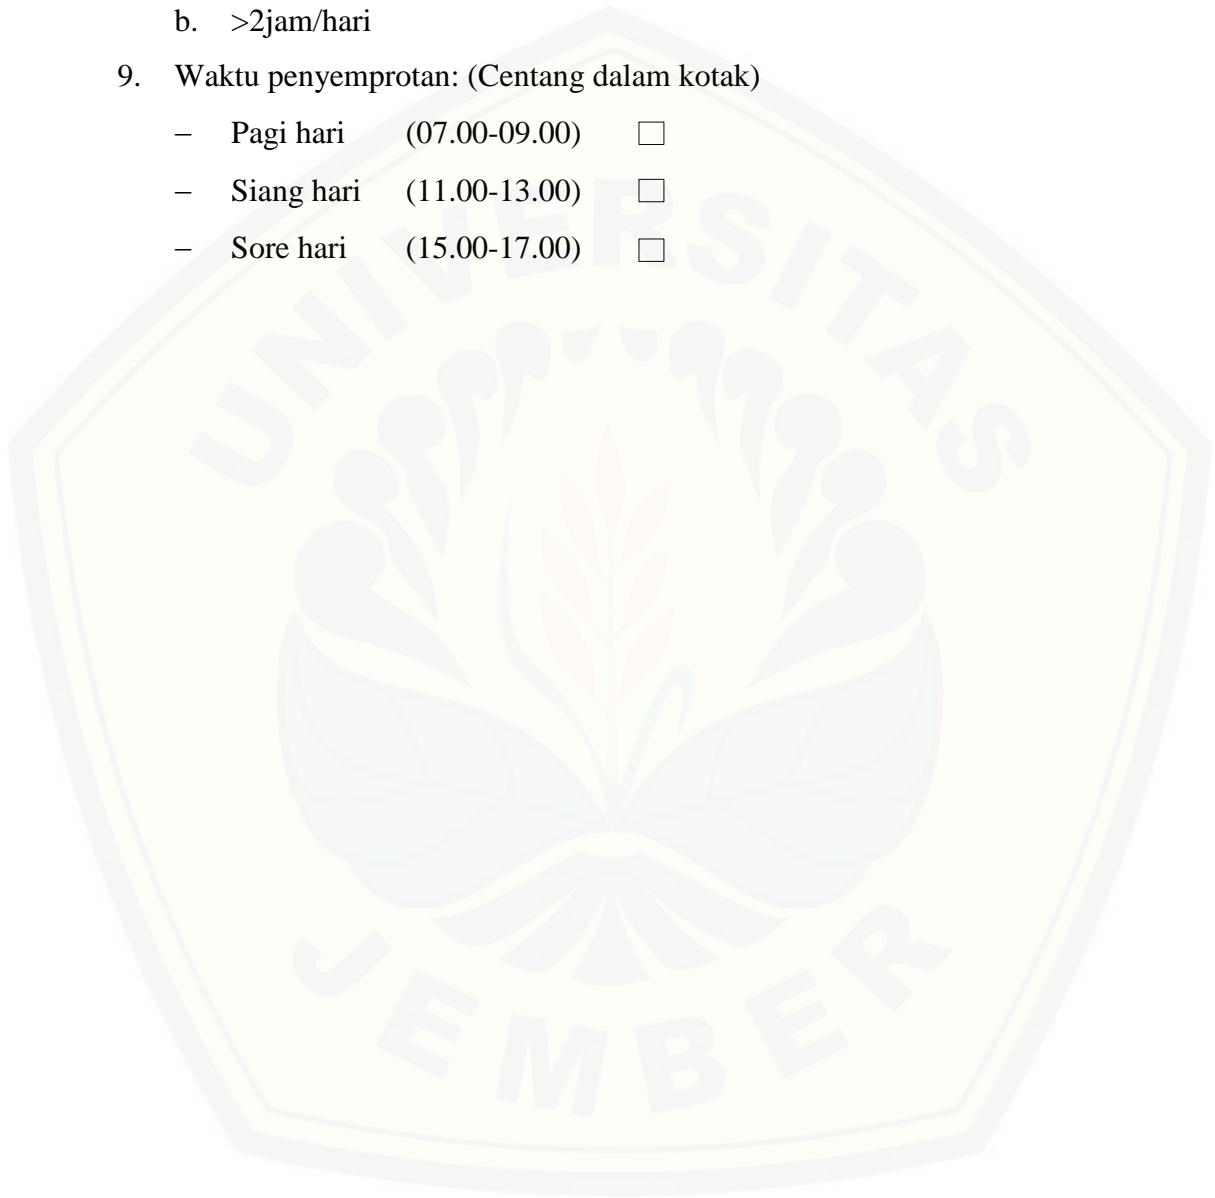 b. >2jam/hari
9. Waktu penyemprotan: (Centang dalam kotak)
– Pagi hari (07.00-09.00) □
– Siang hari (11.00-13.00) □
– Sore hari (15.00-17.00) □
UNIVERSITAS
JEMBER